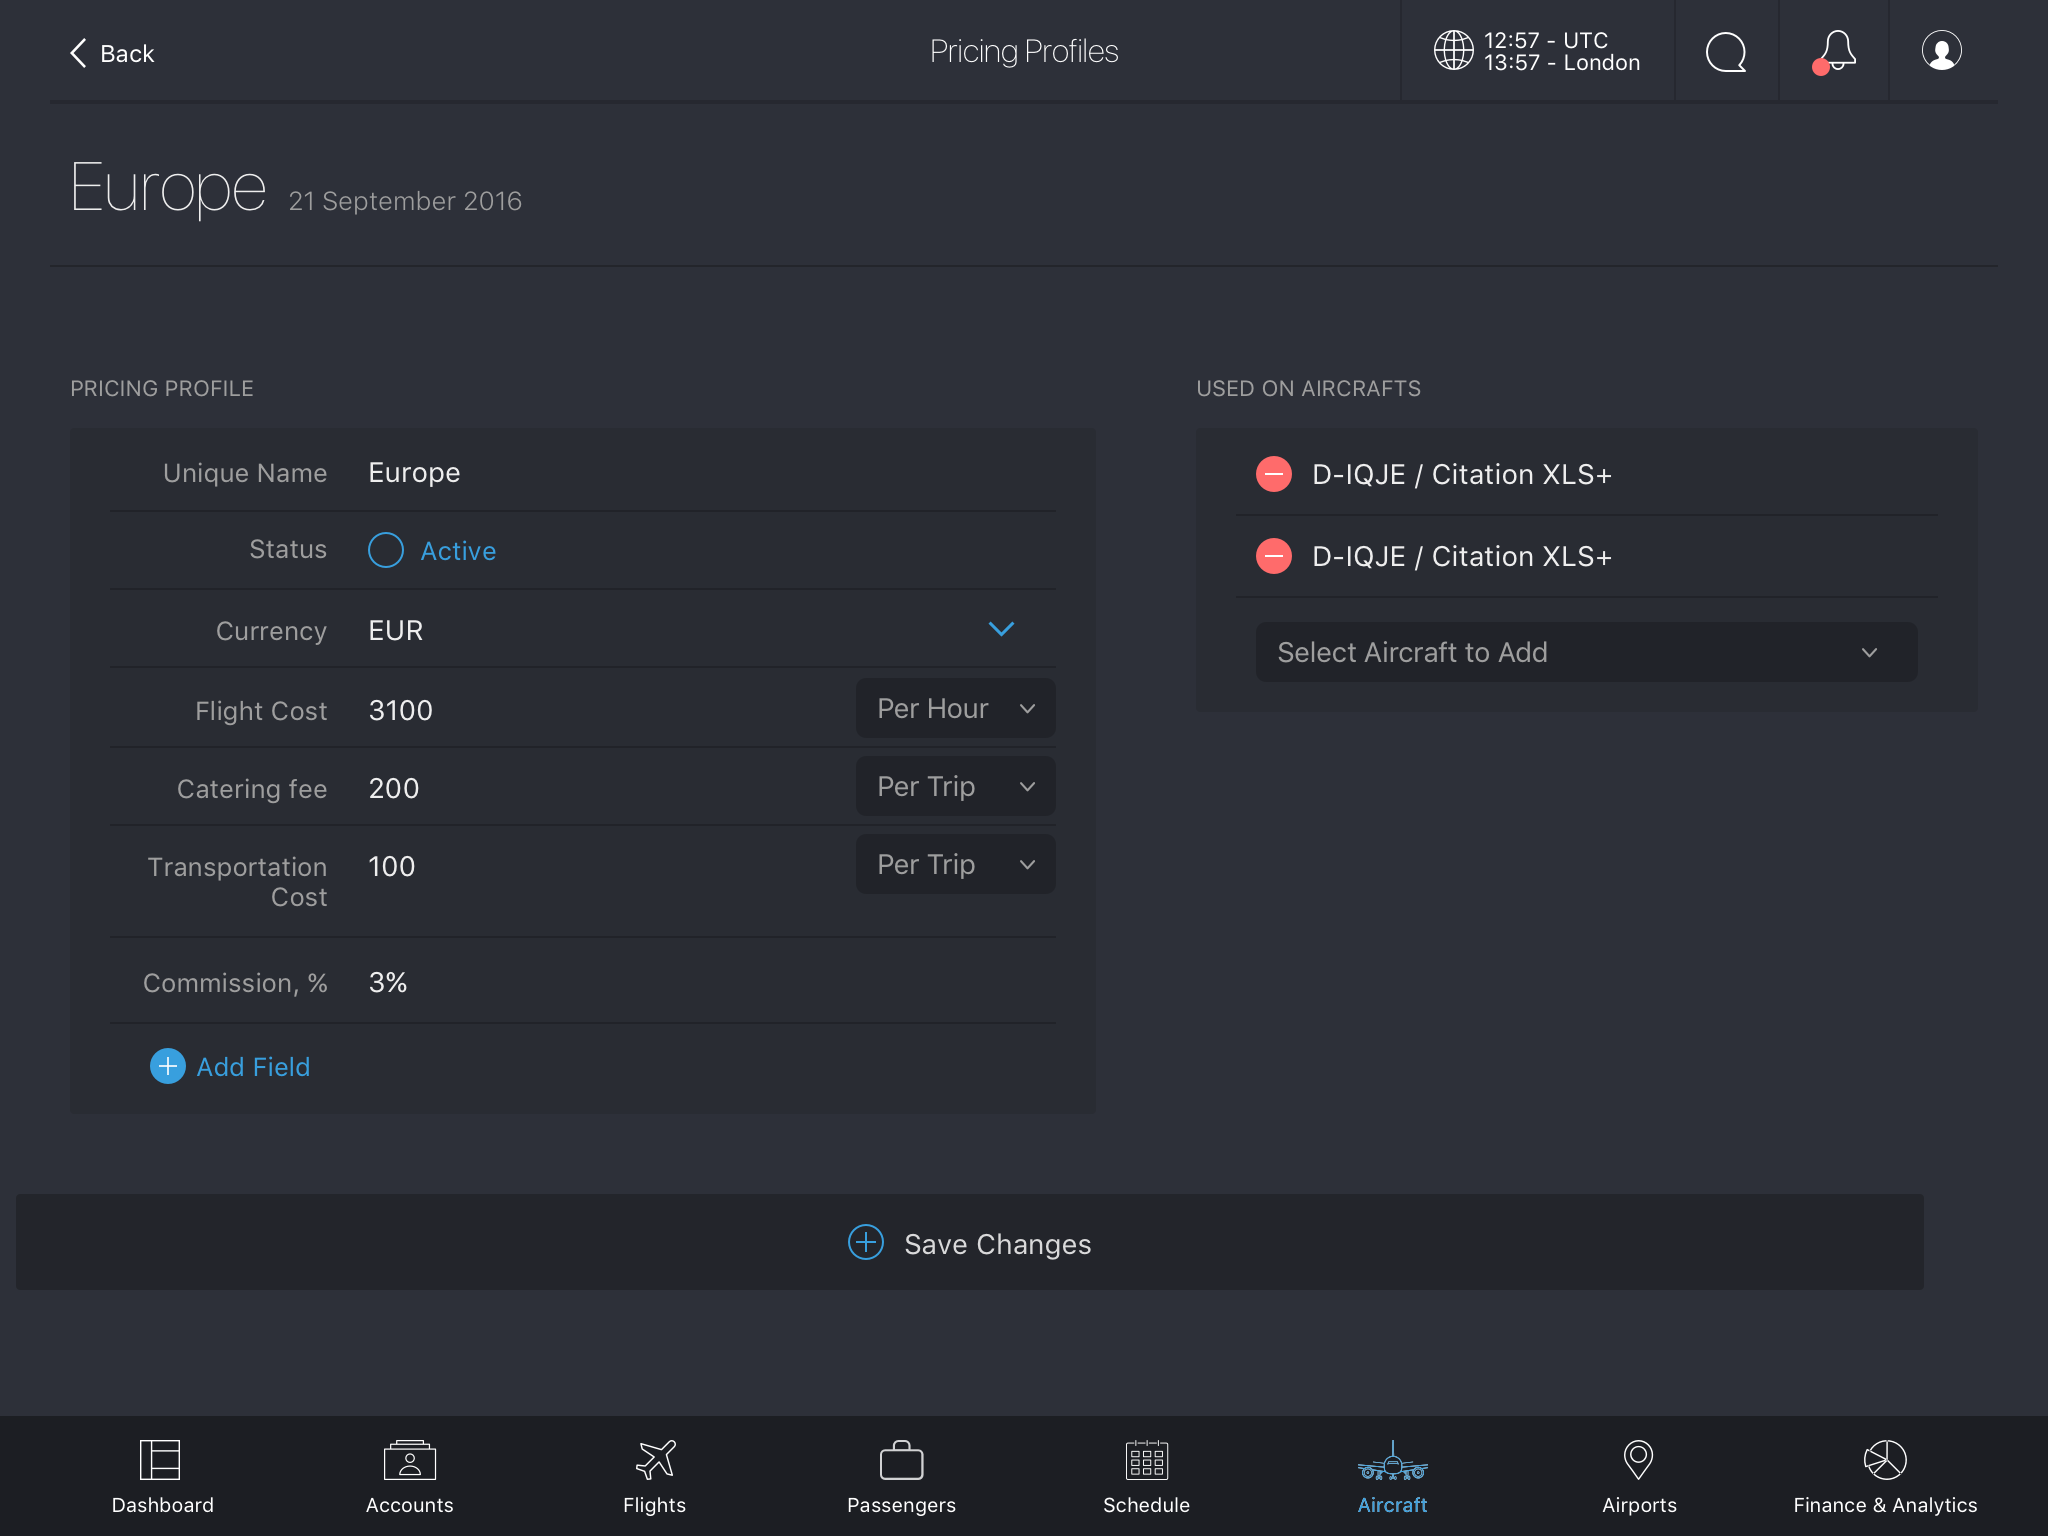 Back
Pricing Profiles
12:57 - UTC
13:57 - London
Europe 21 September 2016
PRICING PROFILE
Unique Name Europe
Status Active
Currency EUR
Flight Cost 3100 Per Hour
Catering fee 200 Per Trip
Transportation Cost 100 Per Trip
Commission, % 3%
Add Field
USED ON AIRCRAFTS
D-IQJE / Citation XLS+
D-IQJE / Citation XLS+
Select Aircraft to Add
Save Changes
Dashboard Accounts Flights Passengers Schedule Aircraft Airports Finance & Analytics